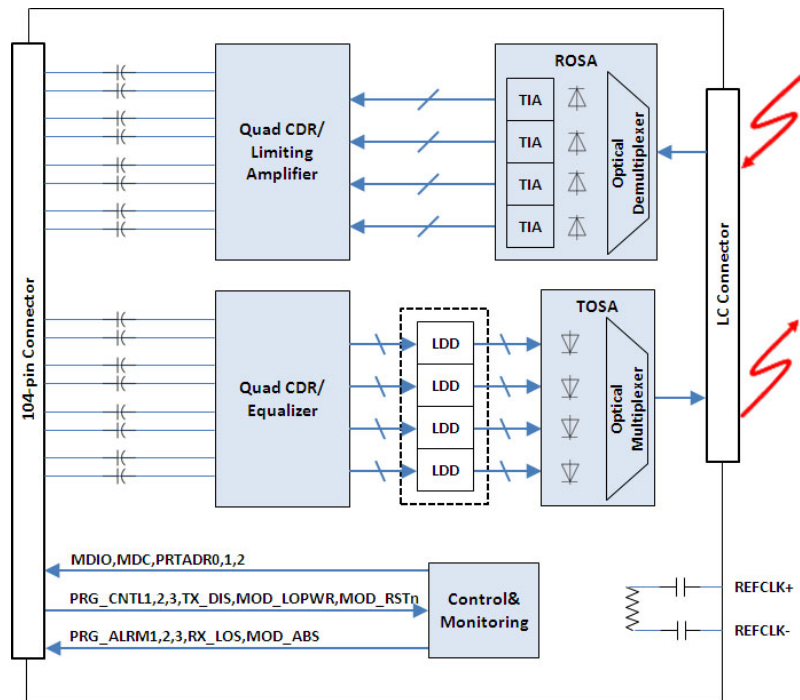 104-pin Connector
Quad CDR/
Limiting
Amplifier
ROSA
TIA
TIA
TIA
TIA
Optical
Demultiplexer
LC Connector
Quad CDR/
Equalizer
LDD
LDD
LDD
LDD
TOSA
Optical
Multiplexer
MDIO,MDC,PRTADR0,1,2
PRG_CNTL1,2,3,TX_DIS,MOD_LOPWR,MOD_RSTn
PRG_ALRM1,2,3,RX_LOS,MOD_ABS
Control&
Monitoring
REFCLK+
REFCLK-